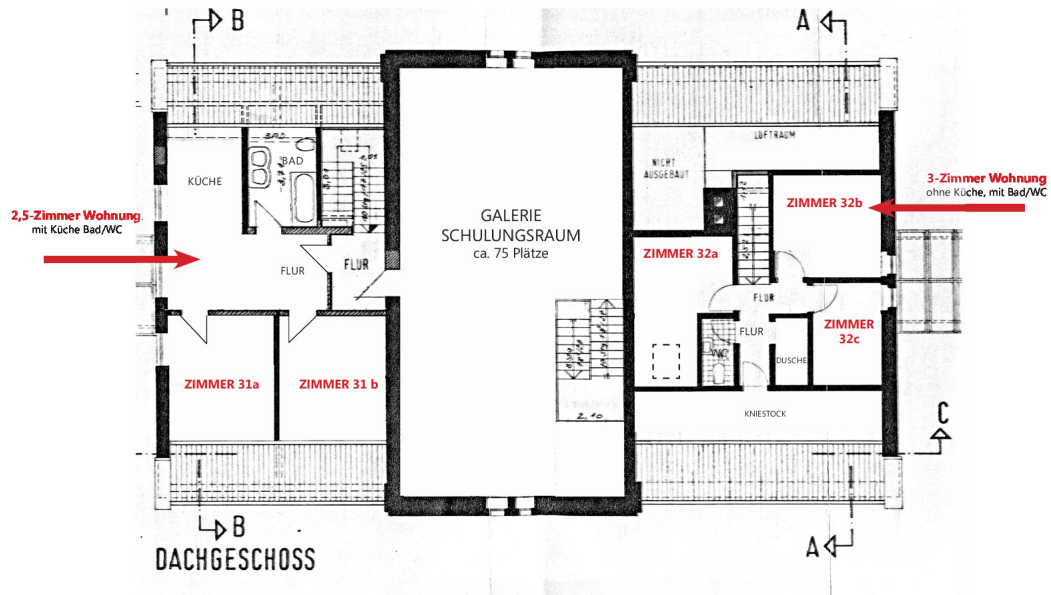 B
A
BAD
LUFTRAUM
BAD
NICHT
AUSGEBAUT
KÜCHE
3-Zimmer Wohnung
ohne Küche, mit Bad/WC
ZIMMER 32b
2,5-Zimmer Wohnung
mit Küche Bad/WC
GALERIE
SCHULUNGSRAUM
ca. 75 Plätze
ZIMMER 32a
FLUR
FLUR
FLUR
FLUR
ZIMMER
32c
WC
DUSCHE
ZIMMER 31a
ZIMMER 31 b
2,10
KNIESTOCK
C
B
A
DACHGESCHOSS